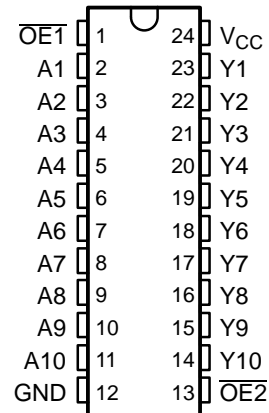 O̅E̅1̅ 1 24 VCC
A1 2 23 Y1
A2 3 22 Y2
A3 4 21 Y3
A4 5 20 Y4
A5 6 19 Y5
A6 7 18 Y6
A7 8 17 Y7
A8 9 16 Y8
A9 10 15 Y9
A10 11 14 Y10
GND 12 13 O̅E̅2̅